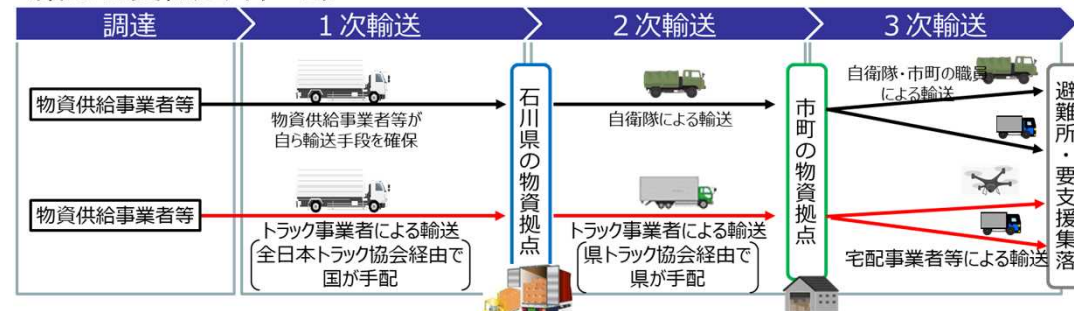 調達
1次輸送
2次輸送
3次輸送
物資供給事業者等
物資供給事業者等が
自ら輸送手段を確保
石川県の物資拠点
自衛隊による輸送
市町の物資拠点
自衛隊・市町の職員
による輸送
避難所・要支援集落
物資供給事業者等
トラック事業者による輸送
全日本トラック協会経由で
国が手配
トラック事業者による輸送
県トラック協会経由で
県が手配
宅配事業者等による輸送